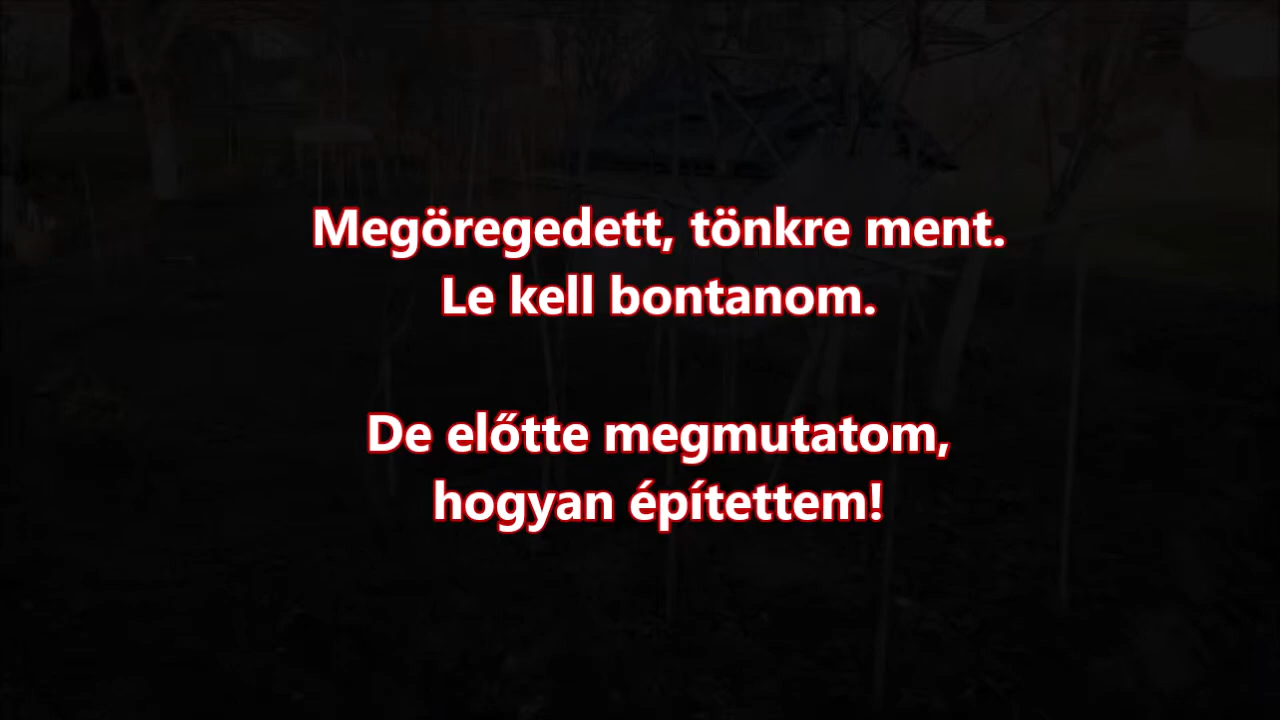 Megöregedett, tönkre ment.
Le kell bontanom.
De előtte megmutatom,
hogyan építettem!